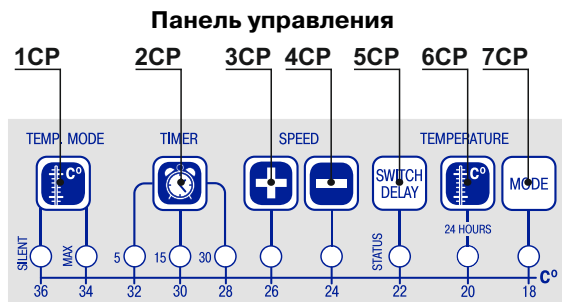 Панель управления
1CP 2CP 3CP 4CP 5CP 6CP 7CP
TEMP. MODE TIMER SPEED TEMPERATURE
C° SWITCH DELAY C° MODE
24 HOURS
SILENT MAX 5 15 30 STATUS
C°
36 34 32 30 28 26 24 22 20 18